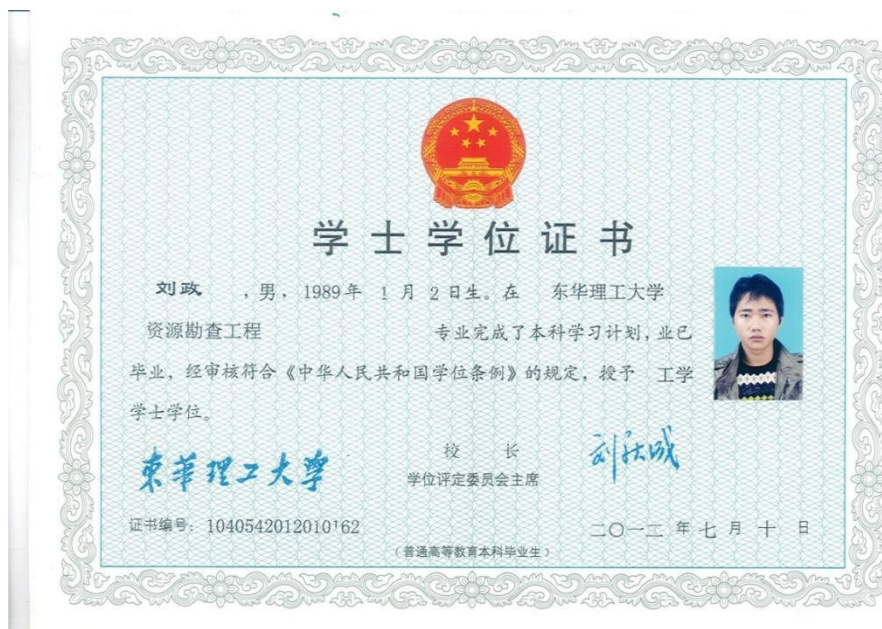 学士学位证书
刘政 ，男，1989年 1 月 2 日生。在 东华理工大学
资源勘查工程 专业完成了本科学习计划，业已
毕业，经审核符合《中华人民共和国学位条例》的规定，授予 工学
学士学位。
東華理工大學
校 长
学位评定委员会主席
证书编号：1040542012010162
二〇一二 年 七 月 十 日
（普通高等教育本科毕业生）